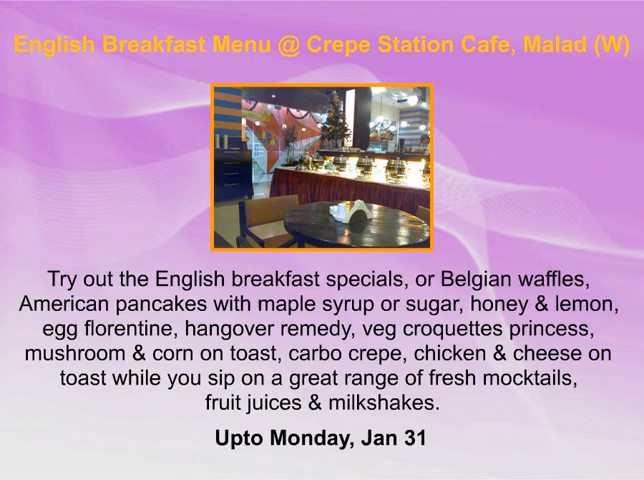 English Breakfast Menu @ Crepe Station Cafe, Malad (W)
Try out the English breakfast specials, or Belgian waffles,
American pancakes with maple syrup or sugar, honey & lemon,
egg florentine, hangover remedy, veg croquettes princess,
mushroom & corn on toast, carbo crepe, chicken & cheese on
toast while you sip on a great range of fresh mocktails,
fruit juices & milkshakes.
Upto Monday, Jan 31